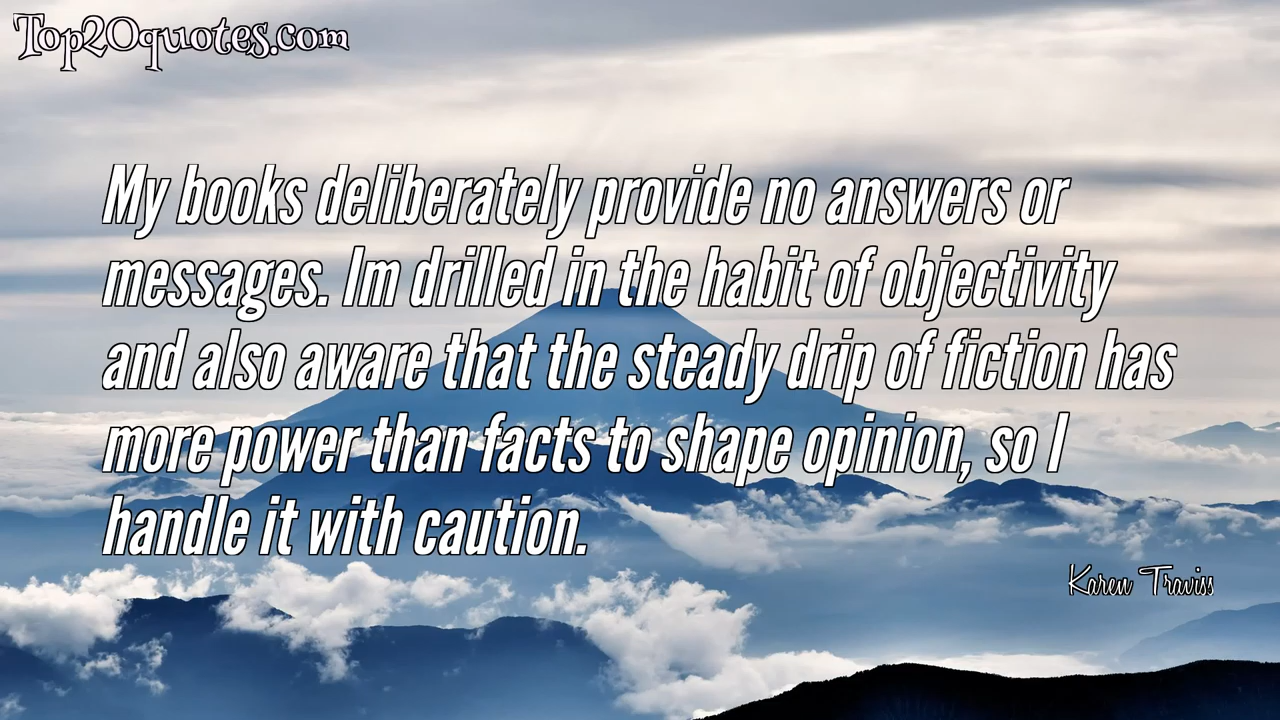 Top20quotes.com
My books deliberately provide no answers or
messages. Im drilled in the habit of objectivity
and also aware that the steady drip of fiction has
more power than facts to shape opinion, so I
handle it with caution.
Karen Traviss